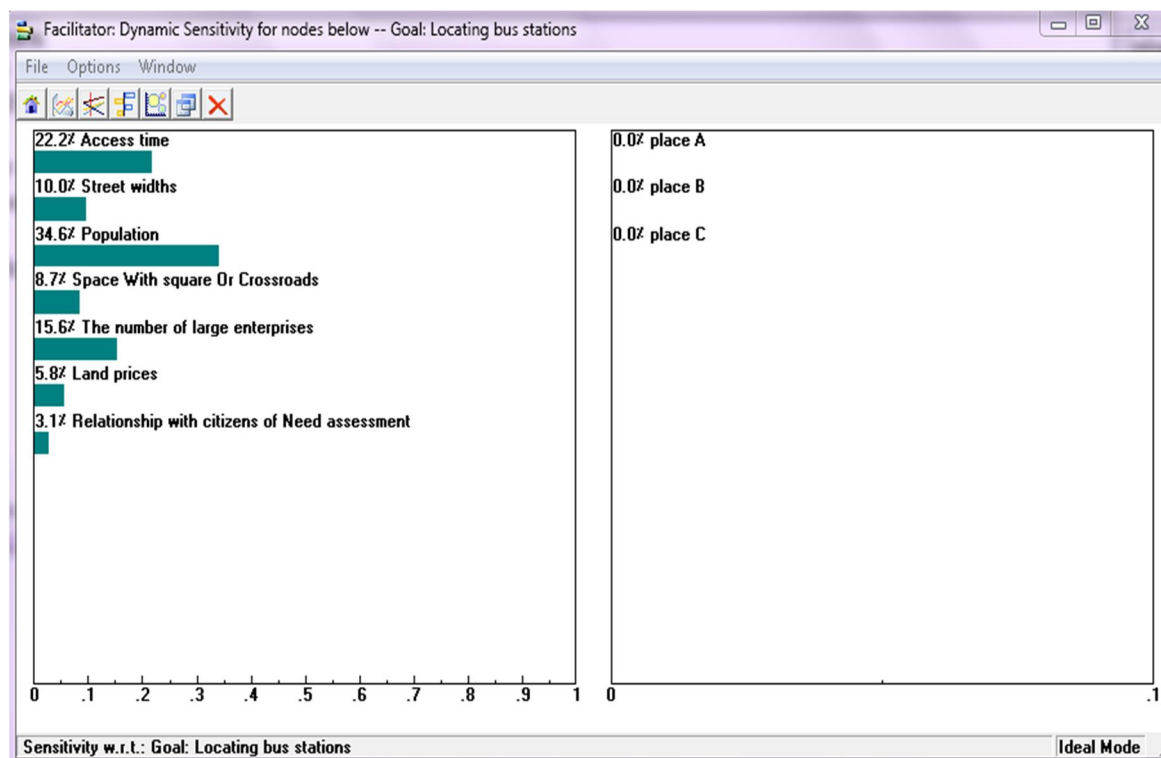 Facilitator: Dynamic Sensitivity for nodes below -- Goal: Locating bus stations
File Options Window
22.2% Access time
10.0% Street widths
34.6% Population
8.7% Space With square Or Crossroads
15.6% The number of large enterprises
5.8% Land prices
3.1% Relationship with citizens of Need assessment
0 .1 .2 .3 .4 .5 .6 .7 .8 .9 1
0.0% place A
0.0% place B
0.0% place C
0 .1
Sensitivity w.r.t.: Goal: Locating bus stations
Ideal Mode